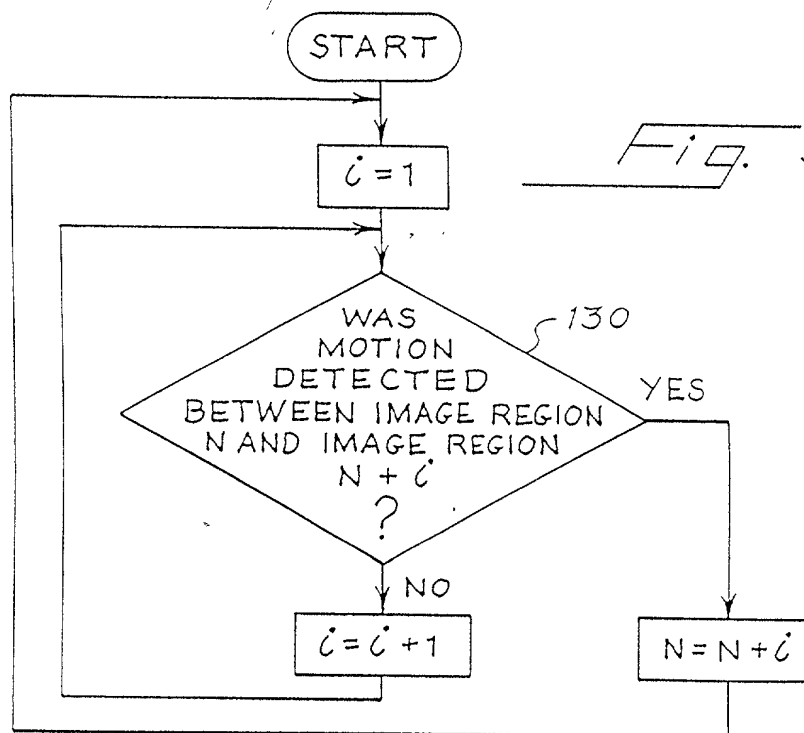 START
i = 1
Fig.
130
WAS
MOTION
DETECTED
BETWEEN IMAGE REGION
N AND IMAGE REGION
N + i
?
YES
NO
i = i + 1
N = N + i